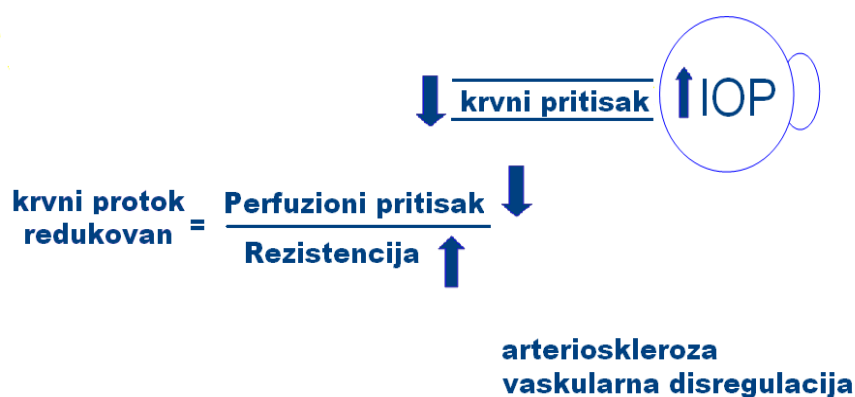 krvni pritisak
IOP
krvni protok
redukovan
=
Perfuzioni pritisak
Rezistencija
arterioskleroza
vaskularna disregulacija